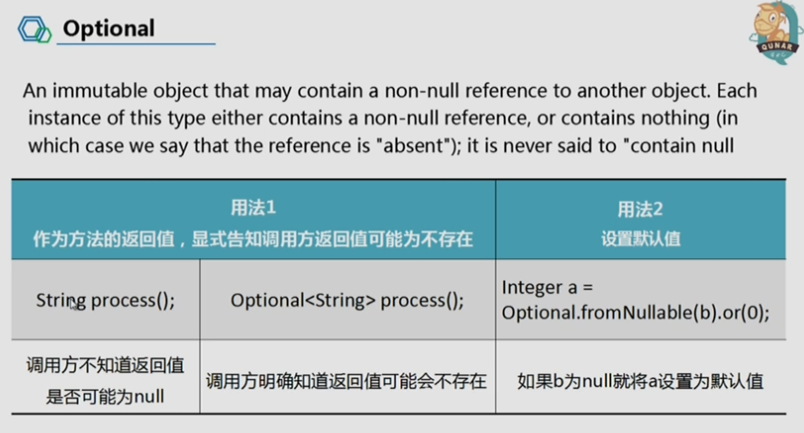 Optional
QUNAR
An immutable object that may contain a non-null reference to another object. Each
instance of this type either contains a non-null reference, or contains nothing (in
which case we say that the reference is "absent"); it is never said to "contain null
用法1
作为方法的返回值，显式告知调用方返回值可能为不存在
用法2
设置默认值
String process();
Optional<String> process();
Integer a =
Optional.fromNullable(b).or(0);
调用方不知道返回值
是否可能为null
调用方明确知道返回值可能会不存在
如果b为null就将a设置为默认值